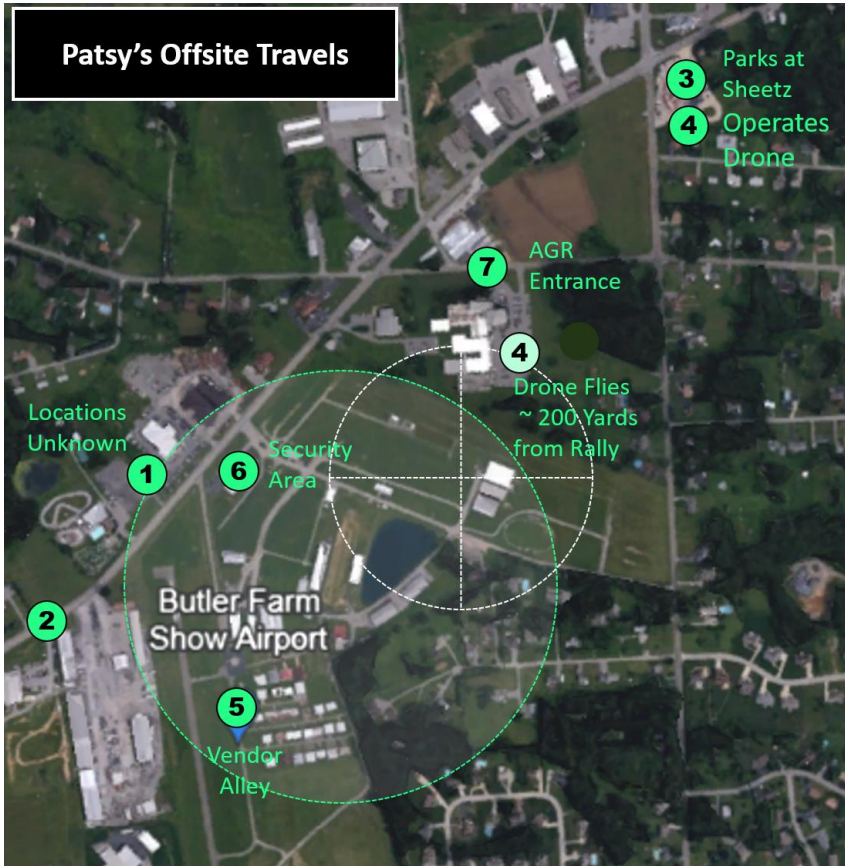 Patsy’s Offsite Travels
3
Parks at
Sheetz
4
Operates
Drone
7
AGR
Entrance
4
Drone Flies
~ 200 Yards
from Rally
Locations
Unknown
1
6
Security
Area
2
Butler Farm
Show Airport
5
Vendor
Alley